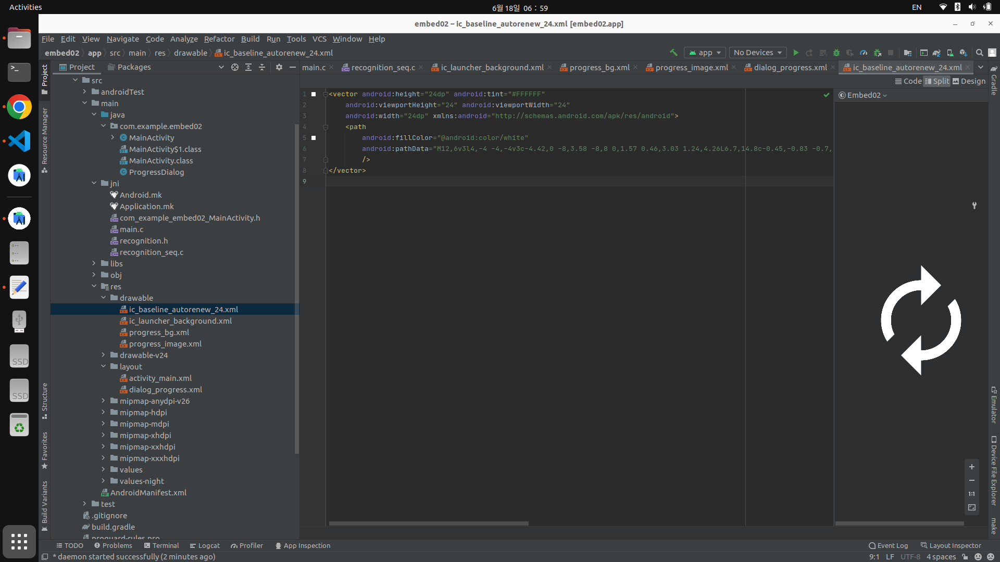 Activities
6월 18일 06 : 59
EN
embed02 – ic_baseline_autorenew_24.xml [embed02.app]
File Edit View Navigate Code Analyze Refactor Build Run Tools VCS Window Help
embed02 app src main res drawable ic_baseline_autorenew_24.xml
app No Devices
Project Packages
main.c recognition_seq.c ic_launcher_background.xml progress_bg.xml progress_image.xml dialog_progress.xml ic_baseline_autorenew_24.xml
Code Split Design
Embed02
Project
Resource Manager
Structure
Favorites
Build Variants
src
androidTest
main
java
com.example.embed02
MainActivity
MainActivity$1.class
MainActivity.class
ProgressDialog
jni
Android.mk
Application.mk
com_example_embed02_MainActivity.h
main.c
recognition.h
recognition_seq.c
libs
obj
res
drawable
ic_baseline_autorenew_24.xml
ic_launcher_background.xml
progress_bg.xml
progress_image.xml
drawable-v24
layout
activity_main.xml
dialog_progress.xml
mipmap-anydpi-v26
mipmap-hdpi
mipmap-mdpi
mipmap-xhdpi
mipmap-xxhdpi
mipmap-xxxhdpi
values
values-night
AndroidManifest.xml
test
.gitignore
build.gradle
proguard-rules.pro
1 <vector android:height="24dp" android:tint="#FFFFFF"
2 android:viewportHeight="24" android:viewportWidth="24"
3 android:width="24dp" xmlns:android="http://schemas.android.com/apk/res/android">
4 <path
5 android:fillColor="@android:color/white"
6 android:pathData="M12,6v3l4,-4 -4,-4v3c-4.42,0 -8,3.58 -8,8 0,1.57 0.46,3.03 1.24,4.26L6.7,14.8c-0.45,-0.83 -0.7,
7 />
8 </vector>
9
Gradle
Emulator
Device File Explorer
make
1:1
SSD
SSD
TODO Problems Terminal Logcat Profiler App Inspection
Event Log Layout Inspector
* daemon started successfully (2 minutes ago)
9:1 LF UTF-8 4 spaces